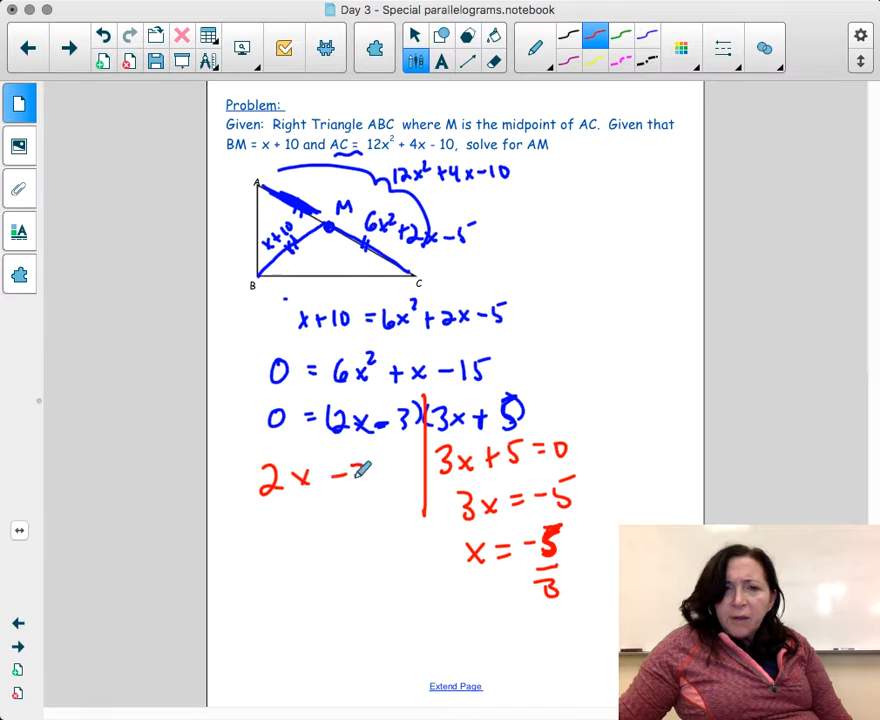 Day 3 - Special parallelograms.notebook
Problem:
Given: Right Triangle ABC where M is the midpoint of AC. Given that
BM = x + 10 and AC = 12x² + 4x - 10, solve for AM
12x² + 4x - 10
A
M
x+10
6x² + 2x - 5
B
C
x+10 = 6x² + 2x - 5
0 = 6x² + x - 15
0 = (2x - 3)(3x + 5)
3x + 5 = 0
2x -3
3x = -5
x = -5
3
Extend Page